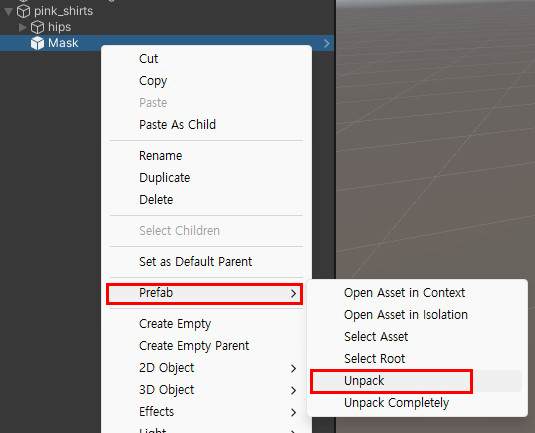 pink_shirts
hips
Mask
Cut
Copy
Paste
Paste As Child
Rename
Duplicate
Delete
Select Children
Set as Default Parent
Prefab
Create Empty
Create Empty Parent
2D Object
3D Object
Effects
Light
Open Asset in Context
Open Asset in Isolation
Select Asset
Select Root
Unpack
Unpack Completely